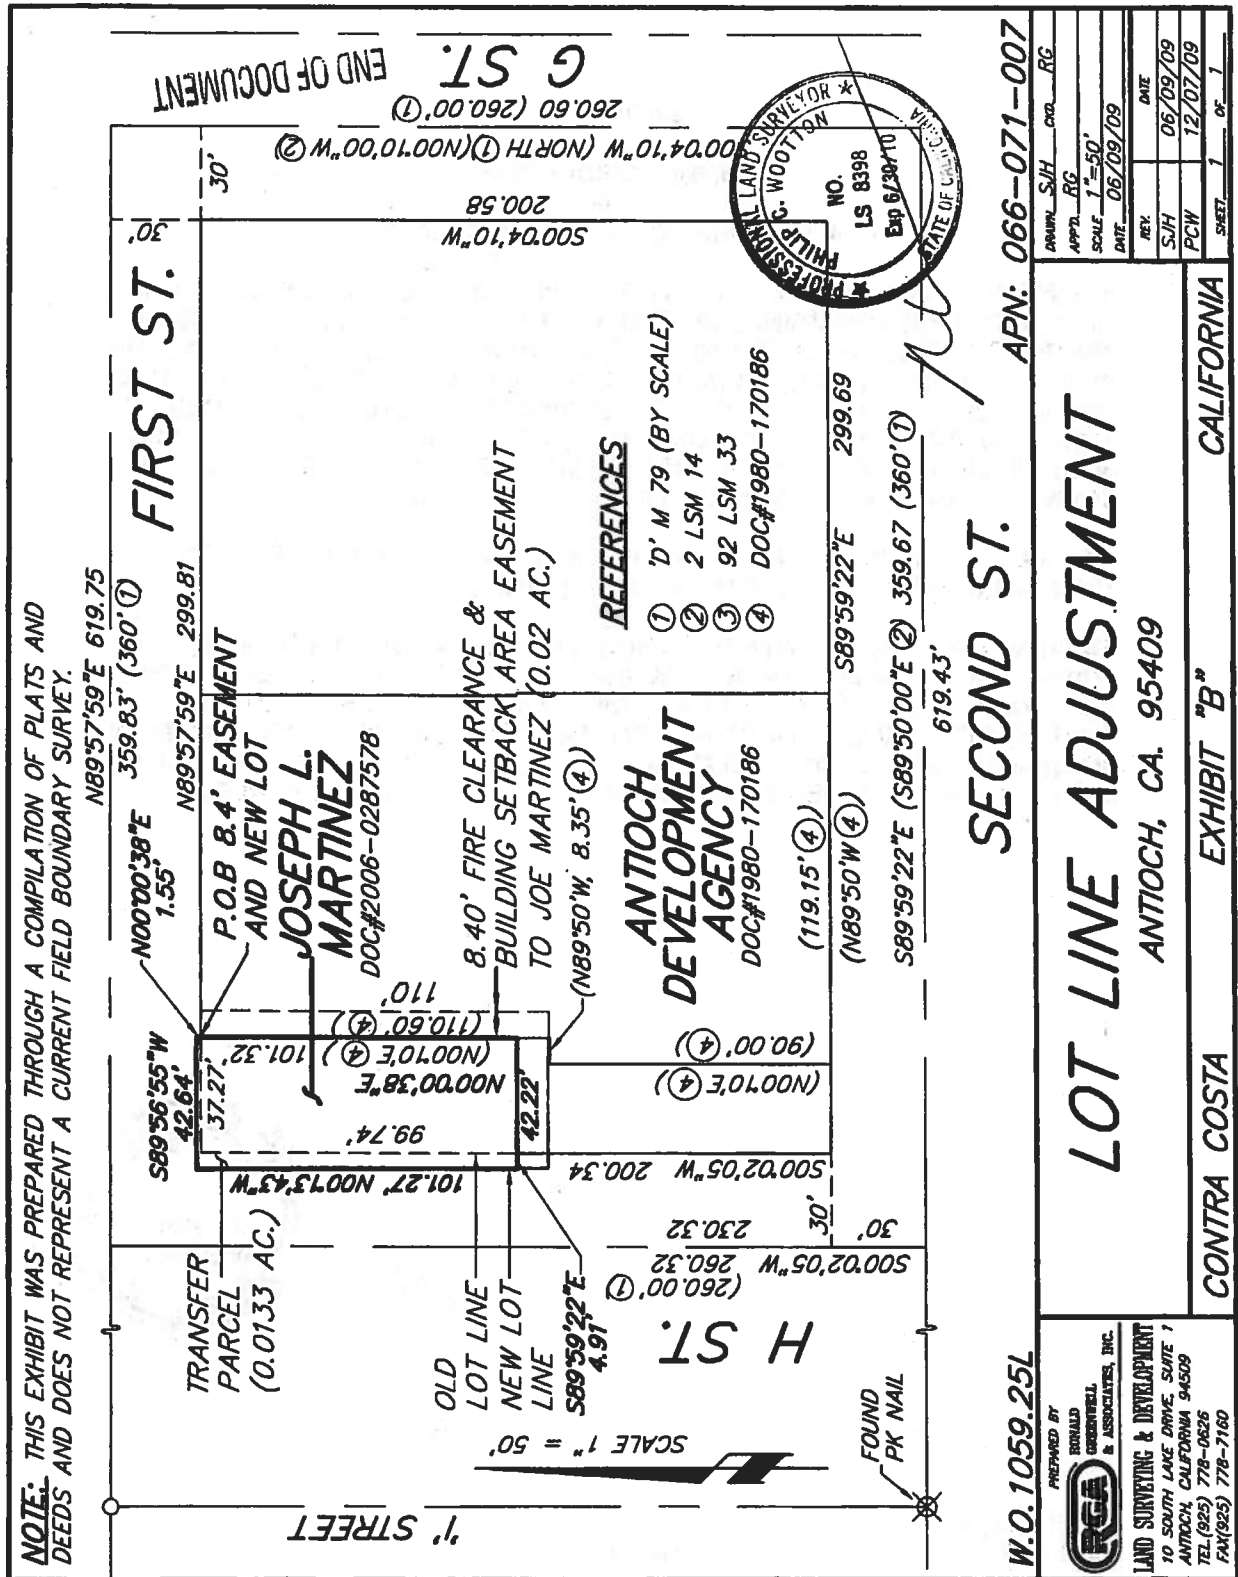 NOTE: THIS EXHIBIT WAS PREPARED THROUGH A COMPILATION OF PLATS AND
DEEDS AND DOES NOT REPRESENT A CURRENT FIELD BOUNDARY SURVEY.
N89°57'59"E 619.75
359.83' (360' ①)
FIRST ST.
N00°00'38"E
1.55'
N89°57'59"E 299.81
S89°56'55"W
42.64'
37.27'
P.O.B 8.4' EASEMENT
AND NEW LOT
JOSEPH L.
MARTINEZ
DOC#2006-0287578
TRANSFER
PARCEL
(0.0133 AC.)
101.27' N00°13'43"W
99.74'
N00°00'38"E
(N00°10'E ④)
101.32'
(110.60' ④)
110'
8.40' FIRE CLEARANCE &
BUILDING SETBACK AREA EASEMENT
TO JOE MARTINEZ (0.02 AC.)
(N89°50'W, 8.35' ④)
OLD
LOT LINE
NEW LOT
LINE
S89°59'22"E
4.91'
42.22'
ANTIOCH
DEVELOPMENT
AGENCY
DOC#1980-170186
(N00°10'E ④)
(90.00' ④)
(119.15' ④)
(N89°50'W ④)
S00°02'05"W 200.34
230.32
S00°02'05"W 260.32
(260.00' ①)
30'
30'
H ST.
SCALE 1" = 50'
'I' STREET
FOUND
PK NAIL
REFERENCES
① 'D' M 79 (BY SCALE)
② 2 LSM 14
③ 92 LSM 33
④ DOC#1980-170186
S00°04'10"W
200.58
30'
30'
S00°04'10"W (NORTH ①)(N00°10'00"W ②)
260.60 (260.00' ①)
G ST.
END OF DOCUMENT
S89°59'22"E 299.69
S89°59'22"E (S89°50'00"E ②) 359.67 (360' ①)
619.43'
SECOND ST.
PROFESSIONAL LAND SURVEYOR
PHILIP C. WOOTTON
NO.
LS 8398
Exp 6/30/10
STATE OF CALIFORNIA
W.O. 1059.25L
APN: 066-071-007
PREPARED BY
RGA
RONALD
GREENWELL
& ASSOCIATES, INC.
LAND SURVEYING & DEVELOPMENT
10 SOUTH LAKE DRIVE, SUITE 1
ANTIOCH, CALIFORNIA 94509
TEL.(925) 778-0626
FAX(925) 778-7160
LOT LINE ADJUSTMENT
ANTIOCH, CA. 95409
CONTRA COSTA EXHIBIT "B" CALIFORNIA
DRAWN SJH CKD. RG
APPD. RG
SCALE 1"=50'
DATE 06/09/09
REV. DATE
SJH 06/09/09
PCW 12/07/09
SHEET 1 OF 1